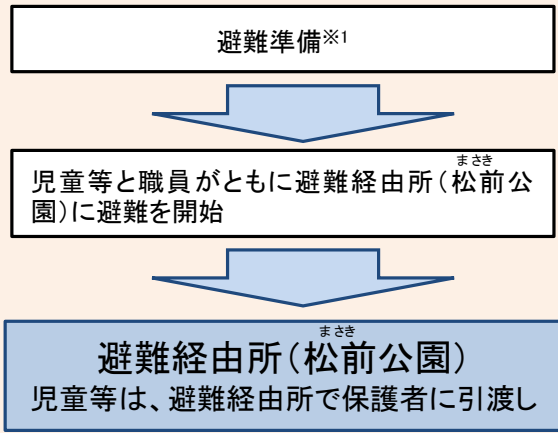 避難準備※1
まさき
児童等と職員がともに避難経由所(松前公
園)に避難を開始
まさき
避難経由所(松前公園)
児童等は、避難経由所で保護者に引渡し